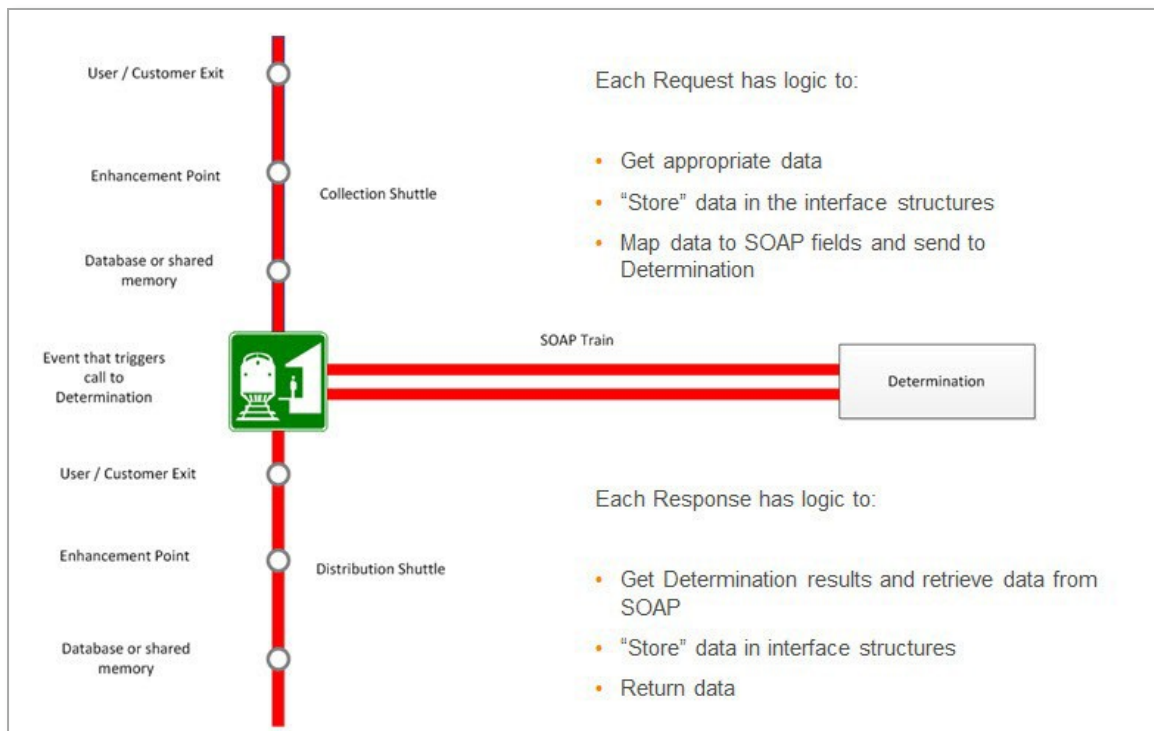 User / Customer Exit
Each Request has logic to:
• Get appropriate data
Enhancement Point
Collection Shuttle
• “Store” data in the interface structures
• Map data to SOAP fields and send to
Determination
Database or shared
memory
Event that triggers
call to
Determination
SOAP Train
Determination
User / Customer Exit
Each Response has logic to:
Enhancement Point
Distribution Shuttle
• Get Determination results and retrieve data from
SOAP
• “Store” data in interface structures
Database or shared
memory
• Return data